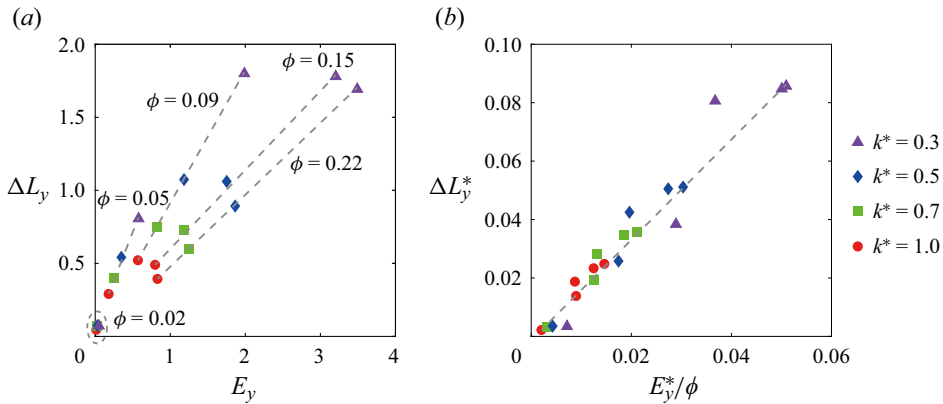 (a)
2.0
1.5
1.0
0.5
ΔL_y
ϕ = 0.15
ϕ = 0.09
ϕ = 0.22
ϕ = 0.05
ϕ = 0.02
0 1 2 3 4
E_y
(b)
0.10
0.08
0.06
0.04
0.02
ΔL_y^*
0 0.02 0.04 0.06
E_y^*/ϕ
k* = 0.3
k* = 0.5
k* = 0.7
k* = 1.0